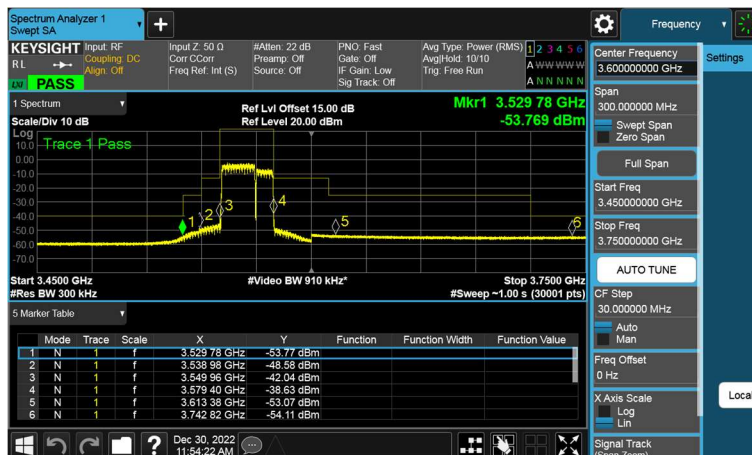 Spectrum Analyzer 1
Swept SA
Frequency
KEYSIGHT
RL
LXI PASS
Input: RF
Coupling: DC
Align: Off
Input Z: 50 Ω
Corr CCorr
Freq Ref: Int (S)
#Atten: 22 dB
Preamp: Off
Source: Off
PNO: Fast
Gate: Off
IF Gain: Low
Sig Track: Off
Avg Type: Power (RMS)
Avg|Hold: 10/10
Trig: Free Run
1 2 3 4 5 6
A W W W W W
A N N N N N
1 Spectrum
Scale/Div 10 dB
Ref Lvl Offset 15.00 dB
Ref Level 20.00 dBm
Mkr1 3.529 78 GHz
-53.769 dBm
Log
Trace 1 Pass
10.0
0.00
-10.0
-20.0
-30.0
-40.0
-50.0
-60.0
-70.0
1
2
3
4
5
6
Start 3.4500 GHz
#Res BW 300 kHz
#Video BW 910 kHz*
Stop 3.7500 GHz
#Sweep ~1.00 s (30001 pts)
5 Marker Table
Mode Trace Scale X Y Function Function Width Function Value
1 N 1 f 3.529 78 GHz -53.77 dBm
2 N 1 f 3.538 98 GHz -48.58 dBm
3 N 1 f 3.549 96 GHz -42.04 dBm
4 N 1 f 3.579 40 GHz -38.63 dBm
5 N 1 f 3.613 38 GHz -53.07 dBm
6 N 1 f 3.742 82 GHz -54.11 dBm
Dec 30, 2022
11:54:22 AM
Center Frequency
3.600000000 GHz
Settings
Span
300.000000 MHz
Swept Span
Zero Span
Full Span
Start Freq
3.450000000 GHz
Stop Freq
3.750000000 GHz
AUTO TUNE
CF Step
30.000000 MHz
Auto
Man
Freq Offset
0 Hz
X Axis Scale
Log
Lin
Local
Signal Track
(Span Zoom)